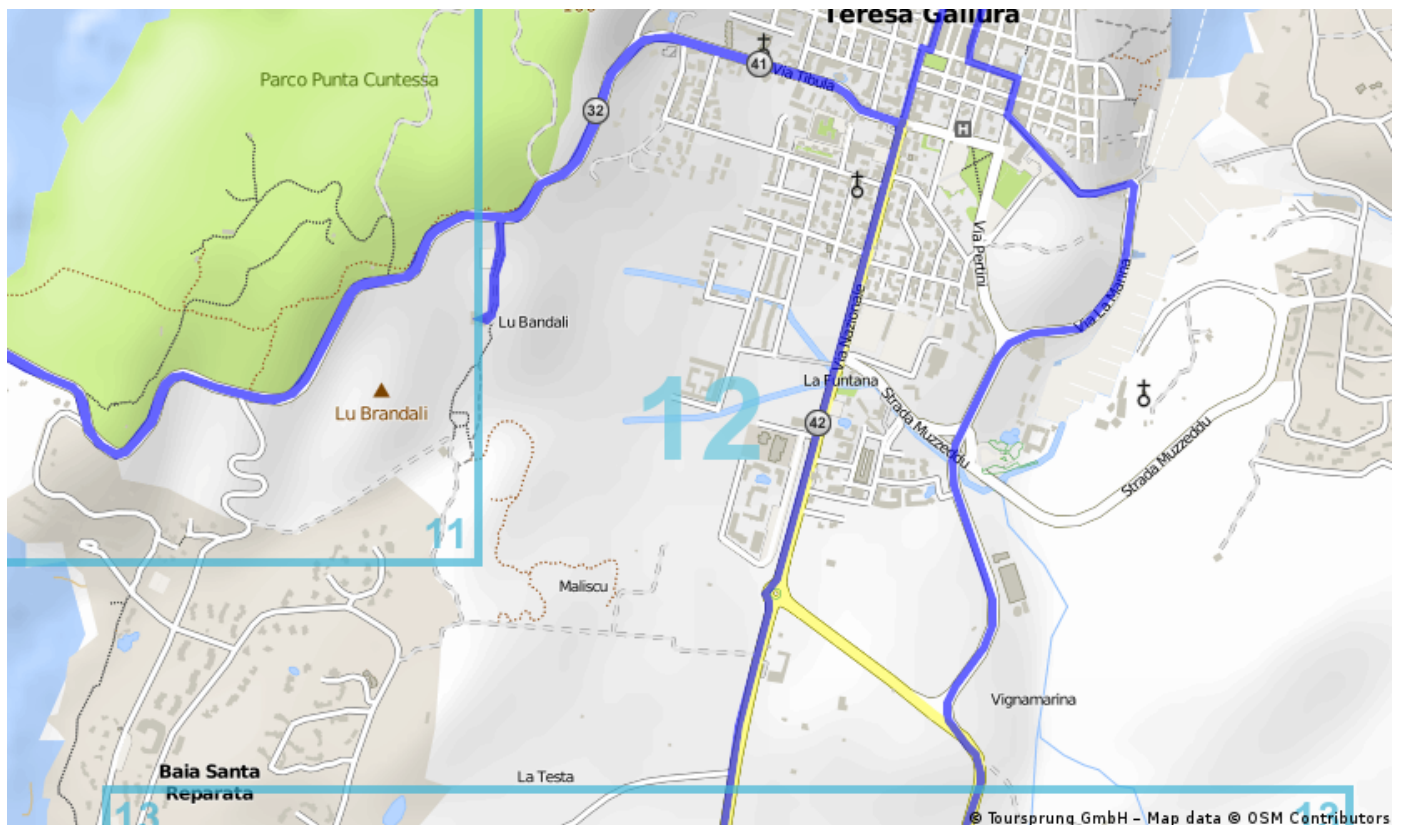 Teresa Gallura
Parco Punta Cuntessa
41
Via Tibula
32
H
Via Pertini
Lu Bandali
Via Nazionale
Via La Marina
La Funtana
Lu Brandali
12
Strada Muzzeddu
42
Strada Muzzeddu
11
Maliscu
Vignamarina
La Testa
Baia Santa
Reparata
13
12
© Toursprung GmbH – Map data © OSM Contributors